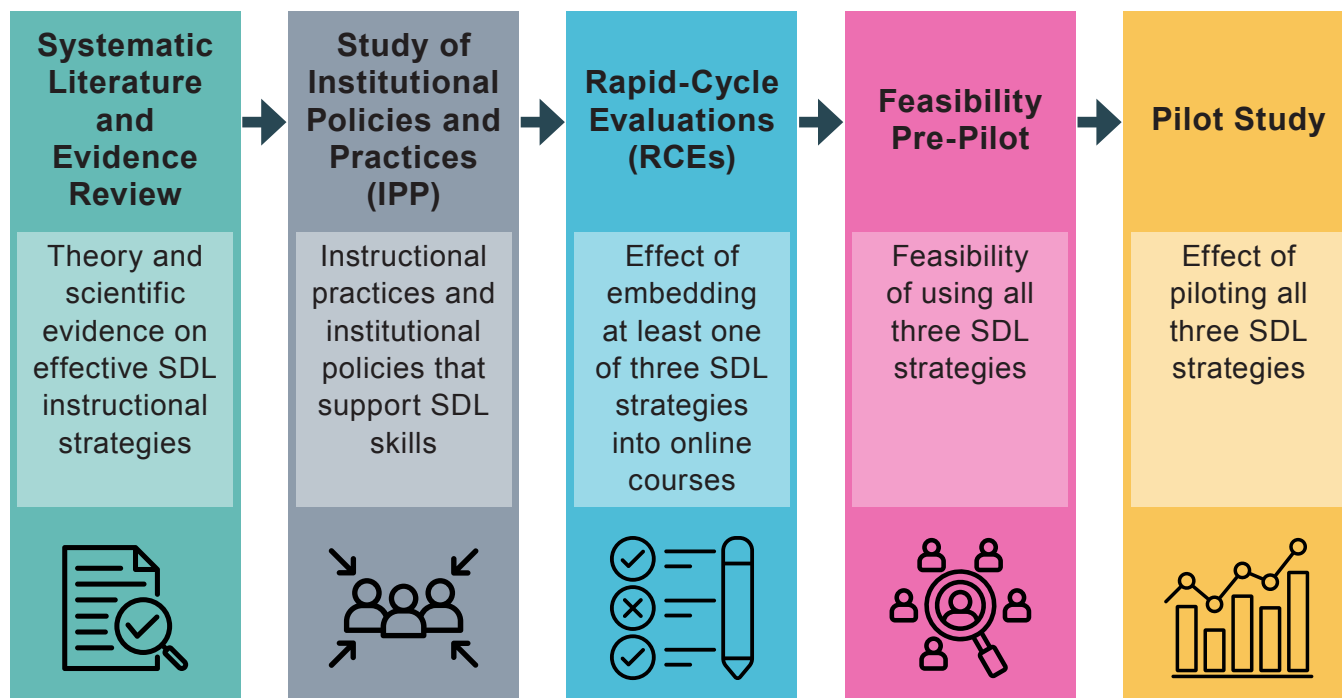 Systematic
Literature
and
Evidence
Review
Theory and
scientific
evidence on
effective SDL
instructional
strategies
Study of
Institutional
Policies and
Practices
(IPP)
Instructional
practices and
institutional
policies that
support SDL
skills
Rapid-Cycle
Evaluations
(RCEs)
Effect of
embedding
at least one
of three SDL
strategies
into online
courses
Feasibility
Pre-Pilot
Feasibility
of using all
three SDL
strategies
Pilot Study
Effect of
piloting all
three SDL
strategies